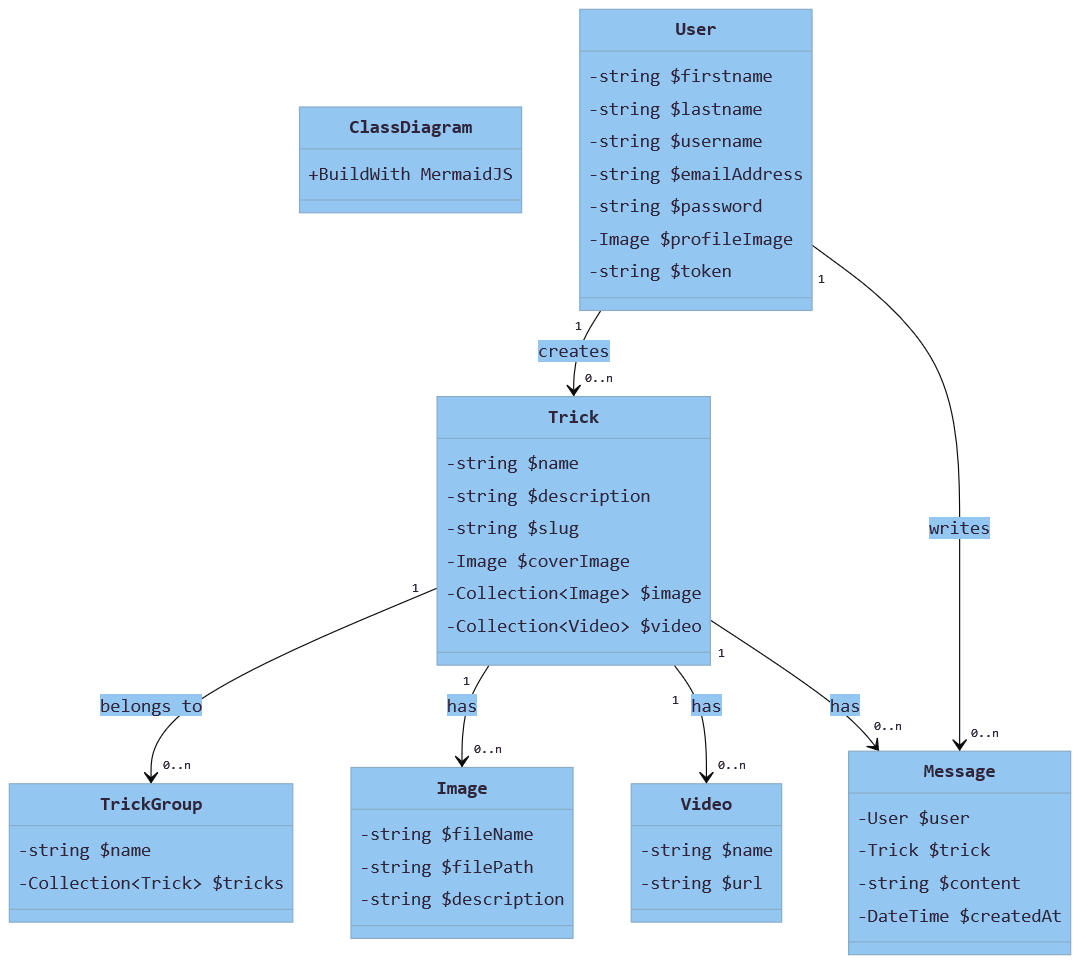 User
-string $firstname
-string $lastname
-string $username
-string $emailAddress
-string $password
-Image $profileImage
-string $token
ClassDiagram
+BuildWith MermaidJS
1
1
creates
0..n
Trick
-string $name
-string $description
-string $slug
-Image $coverImage
-Collection<Image> $image
-Collection<Video> $video
writes
0..n
1
belongs to
0..n
1
has
0..n
1
has
0..n
1
has
0..n
TrickGroup
-string $name
-Collection<Trick> $tricks
Image
-string $fileName
-string $filePath
-string $description
Video
-string $name
-string $url
Message
-User $user
-Trick $trick
-string $content
-DateTime $createdAt